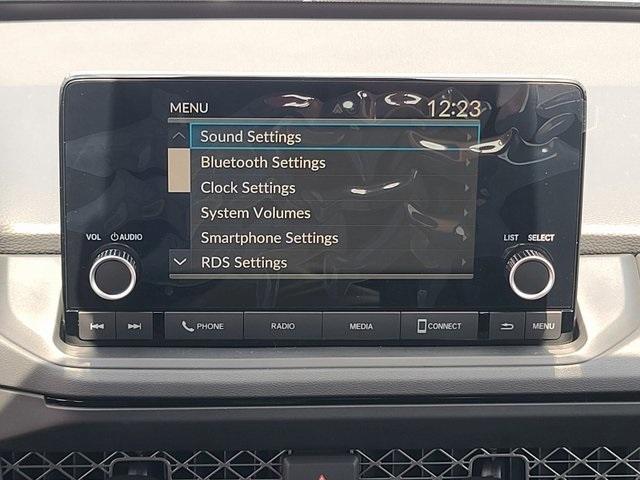 MENU 12:23
Sound Settings
Bluetooth Settings
Clock Settings
System Volumes
Smartphone Settings
RDS Settings
VOL AUDIO
LIST SELECT
PHONE RADIO MEDIA CONNECT MENU